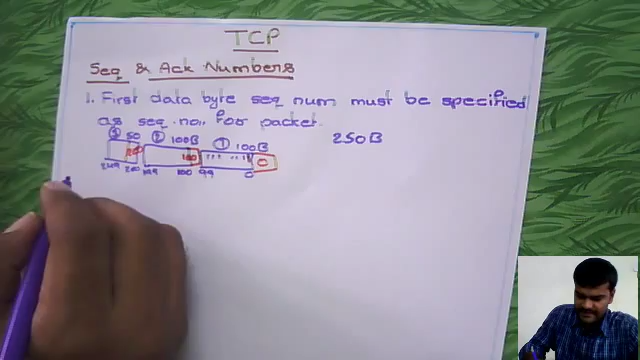 TCP
Seq & Ack Numbers
1. First data byte seq num must be specified
as seq. no. for packet.
③ 50 ② 100B ① 100B 250B
200 100 0
249 200 199 100 99 0